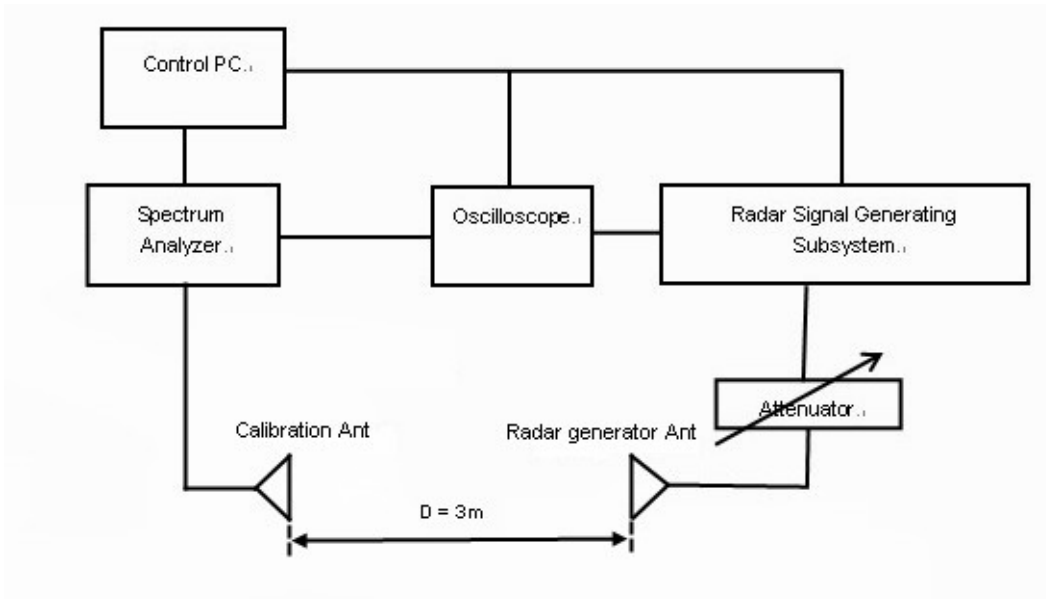 Control PC
Spectrum
Analyzer
Oscilloscope
Radar Signal Generating
Subsystem
Attenuator
Calibration Ant
Radar generator Ant
D = 3m